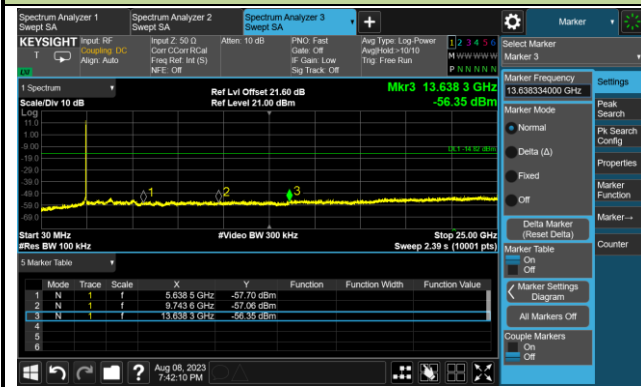 Spectrum Analyzer 1 Swept SA
Spectrum Analyzer 2 Swept SA
Spectrum Analyzer 3 Swept SA
+
Marker
KEYSIGHT
Input: RF
Coupling: DC
Align: Auto
Input Z: 50 Ω
Corr CCorr RCal
Freq Ref: Int (S)
NFE: Off
Atten: 10 dB
PNO: Fast
Gate: Off
IF Gain: Low
Sig Track: Off
Avg Type: Log-Power
Avg|Hold:>10/10
Trig: Free Run
1 2 3 4 5 6
M W W W W W
P N N N N N
Select Marker
Marker 3
1 Spectrum
Scale/Div 10 dB
Ref Lvl Offset 21.60 dB
Ref Level 21.00 dBm
Mkr3 13.638 3 GHz
-56.35 dBm
Log
11.0
1.00
-9.00
-19.0
-29.0
-39.0
-49.0
-59.0
-69.0
DL1 -14.92 dBm
1
2
3
Start 30 MHz
#Res BW 100 kHz
#Video BW 300 kHz
Stop 25.00 GHz
Sweep 2.39 s (10001 pts)
5 Marker Table
Mode Trace Scale X Y Function Function Width Function Value
1 N 1 f 5.638 5 GHz -57.70 dBm
2 N 1 f 9.743 6 GHz -57.06 dBm
3 N 1 f 13.638 3 GHz -56.35 dBm
4
5
6
Marker Frequency
13.638334000 GHz
Marker Mode
Normal
Delta (Δ)
Fixed
Off
Delta Marker
(Reset Delta)
Marker Table
On
Off
Marker Settings
Diagram
All Markers Off
Couple Markers
On
Off
Settings
Peak
Search
Pk Search
Config
Properties
Marker
Function
Marker→
Counter
?
Aug 08, 2023
7:42:10 PM